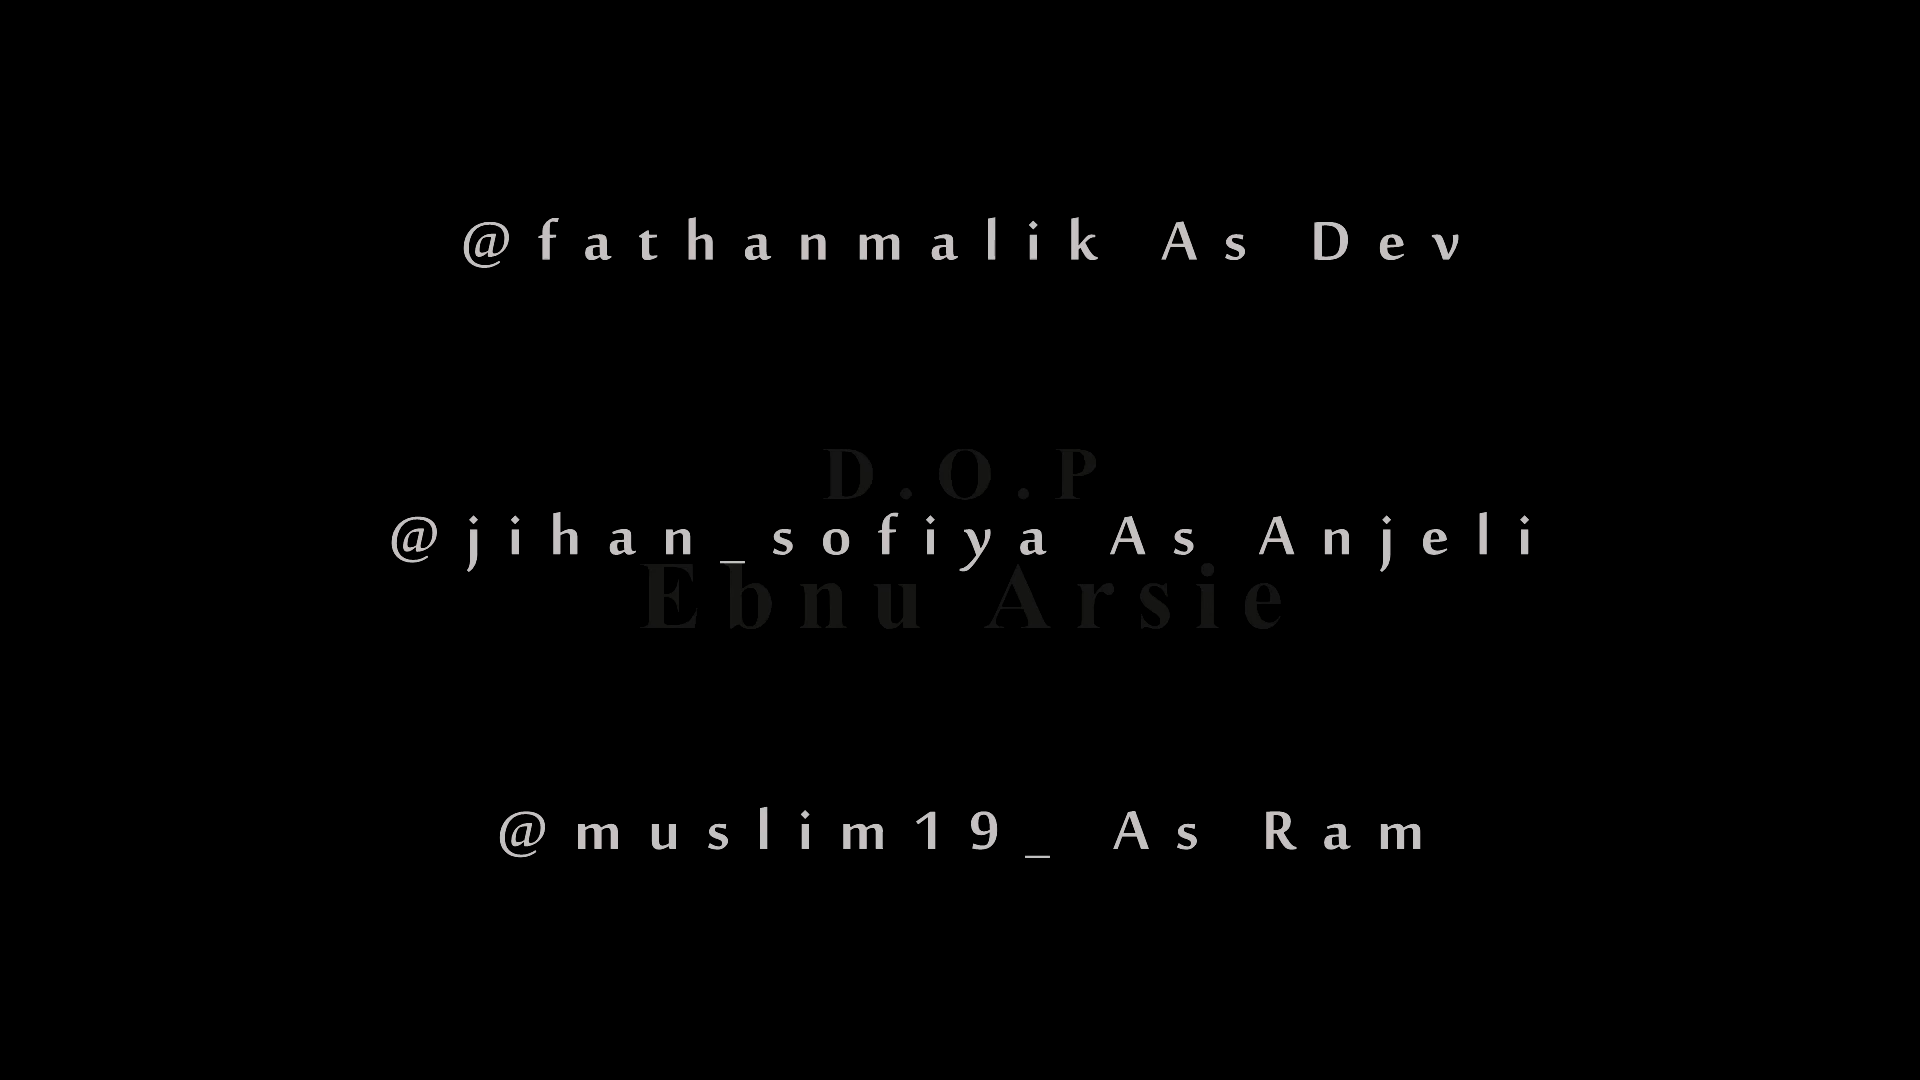 @fathanmalik As Dev
D.O.P
@jihan_sofiya As Anjeli
Ebnu Arsie
@muslim19_ As Ram